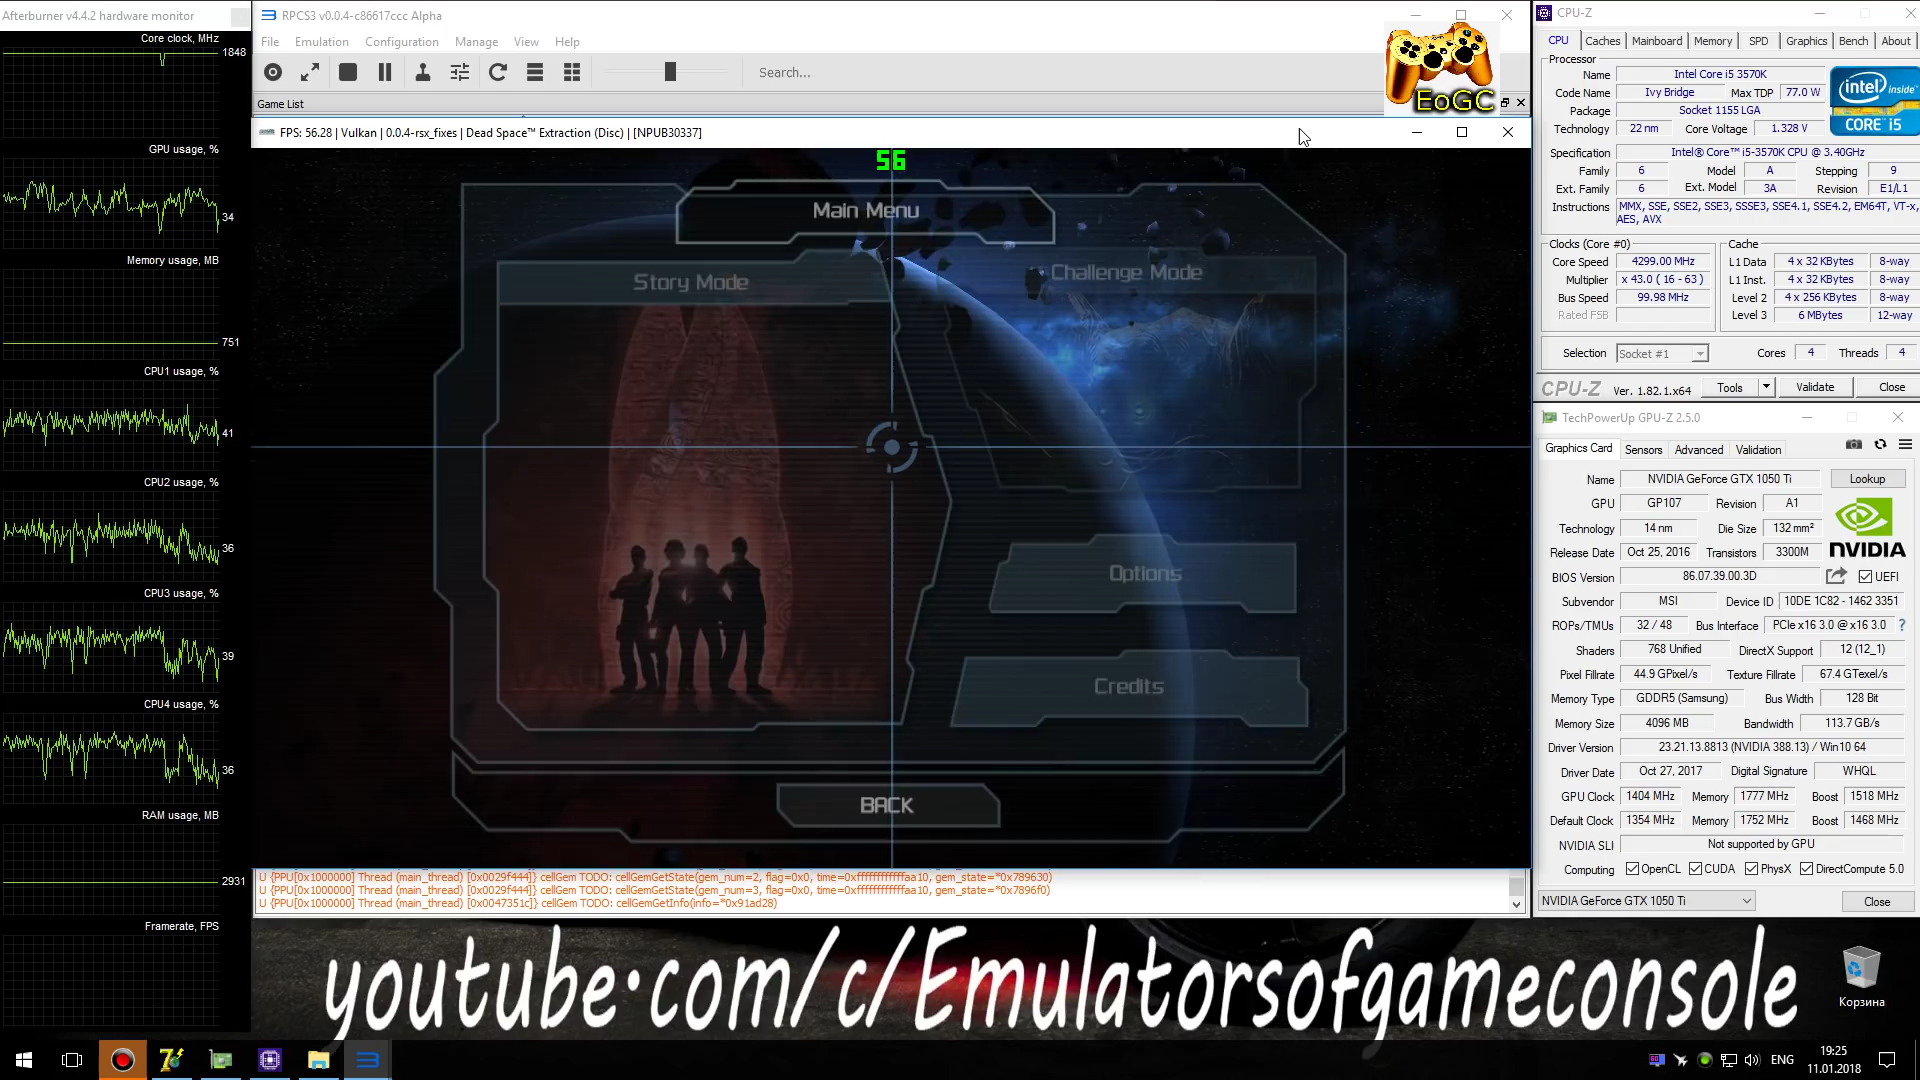 Afterburner v4.4.2 hardware monitor
Core clock, MHz
1848
GPU usage, %
34
Memory usage, MB
751
CPU1 usage, %
41
CPU2 usage, %
36
CPU3 usage, %
39
CPU4 usage, %
36
RAM usage, MB
2931
Framerate, FPS
RPCS3 v0.0.4-c86617ccc Alpha
File Emulation Configuration Manage View Help
Search...
EoGC
Game List
FPS: 56.28 | Vulkan | 0.0.4-rsx_fixes | Dead Space™ Extraction (Disc) | [NPUB30337]
56
Main Menu
Story Mode
Challenge Mode
Options
Credits
BACK
U {PPU[0x1000000] Thread (main_thread) [0x0029f444]} cellGem TODO: cellGemGetState(gem_num=2, flag=0x0, time=0xffffffffffffaa10, gem_state=*0x789630)
U {PPU[0x1000000] Thread (main_thread) [0x0029f444]} cellGem TODO: cellGemGetState(gem_num=3, flag=0x0, time=0xffffffffffffaa10, gem_state=*0x7896f0)
U {PPU[0x1000000] Thread (main_thread) [0x0047351c]} cellGem TODO: cellGemGetInfo(info=*0x91ad28)
youtube.com/c/Emulatorsofgameconsole
CPU-Z
CPU Caches Mainboard Memory SPD Graphics Bench About
Processor
Name Intel Core i5 3570K
Code Name Ivy Bridge Max TDP 77.0 W
Package Socket 1155 LGA
Technology 22 nm Core Voltage 1.328 V
intel inside™
CORE i5
Specification Intel® Core™ i5-3570K CPU @ 3.40GHz
Family 6 Model A Stepping 9
Ext. Family 6 Ext. Model 3A Revision E1/L1
Instructions MMX, SSE, SSE2, SSE3, SSSE3, SSE4.1, SSE4.2, EM64T, VT-x,
AES, AVX
Clocks (Core #0) Cache
Core Speed 4299.00 MHz L1 Data 4 x 32 KBytes 8-way
Multiplier x 43.0 ( 16 - 63 ) L1 Inst. 4 x 32 KBytes 8-way
Bus Speed 99.98 MHz Level 2 4 x 256 KBytes 8-way
Rated FSB Level 3 6 MBytes 12-way
Selection Socket #1 Cores 4 Threads 4
CPU-Z Ver. 1.82.1.x64 Tools Validate Close
TechPowerUp GPU-Z 2.5.0
Graphics Card Sensors Advanced Validation
Name NVIDIA GeForce GTX 1050 Ti Lookup
GPU GP107 Revision A1
Technology 14 nm Die Size 132 mm²
Release Date Oct 25, 2016 Transistors 3300M
NVIDIA
BIOS Version 86.07.39.00.3D UEFI
Subvendor MSI Device ID 10DE 1C82 - 1462 3351
ROPs/TMUs 32 / 48 Bus Interface PCIe x16 3.0 @ x16 3.0 ?
Shaders 768 Unified DirectX Support 12 (12_1)
Pixel Fillrate 44.9 GPixel/s Texture Fillrate 67.4 GTexel/s
Memory Type GDDR5 (Samsung) Bus Width 128 Bit
Memory Size 4096 MB Bandwidth 113.7 GB/s
Driver Version 23.21.13.8813 (NVIDIA 388.13) / Win10 64
Driver Date Oct 27, 2017 Digital Signature WHQL
GPU Clock 1404 MHz Memory 1777 MHz Boost 1518 MHz
Default Clock 1354 MHz Memory 1752 MHz Boost 1468 MHz
NVIDIA SLI Not supported by GPU
Computing OpenCL CUDA PhysX DirectCompute 5.0
NVIDIA GeForce GTX 1050 Ti Close
Корзина
ENG
19:25
11.01.2018